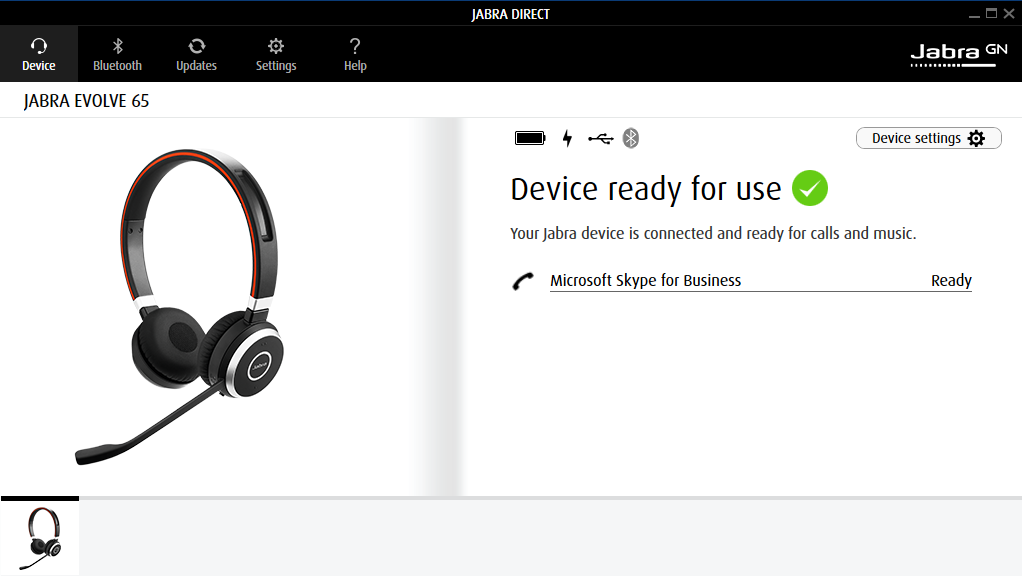 JABRA DIRECT
Device
Bluetooth
Updates
Settings
Help
Jabra GN
JABRA EVOLVE 65
Device settings
Device ready for use
Your Jabra device is connected and ready for calls and music.
Microsoft Skype for Business Ready
Jabra